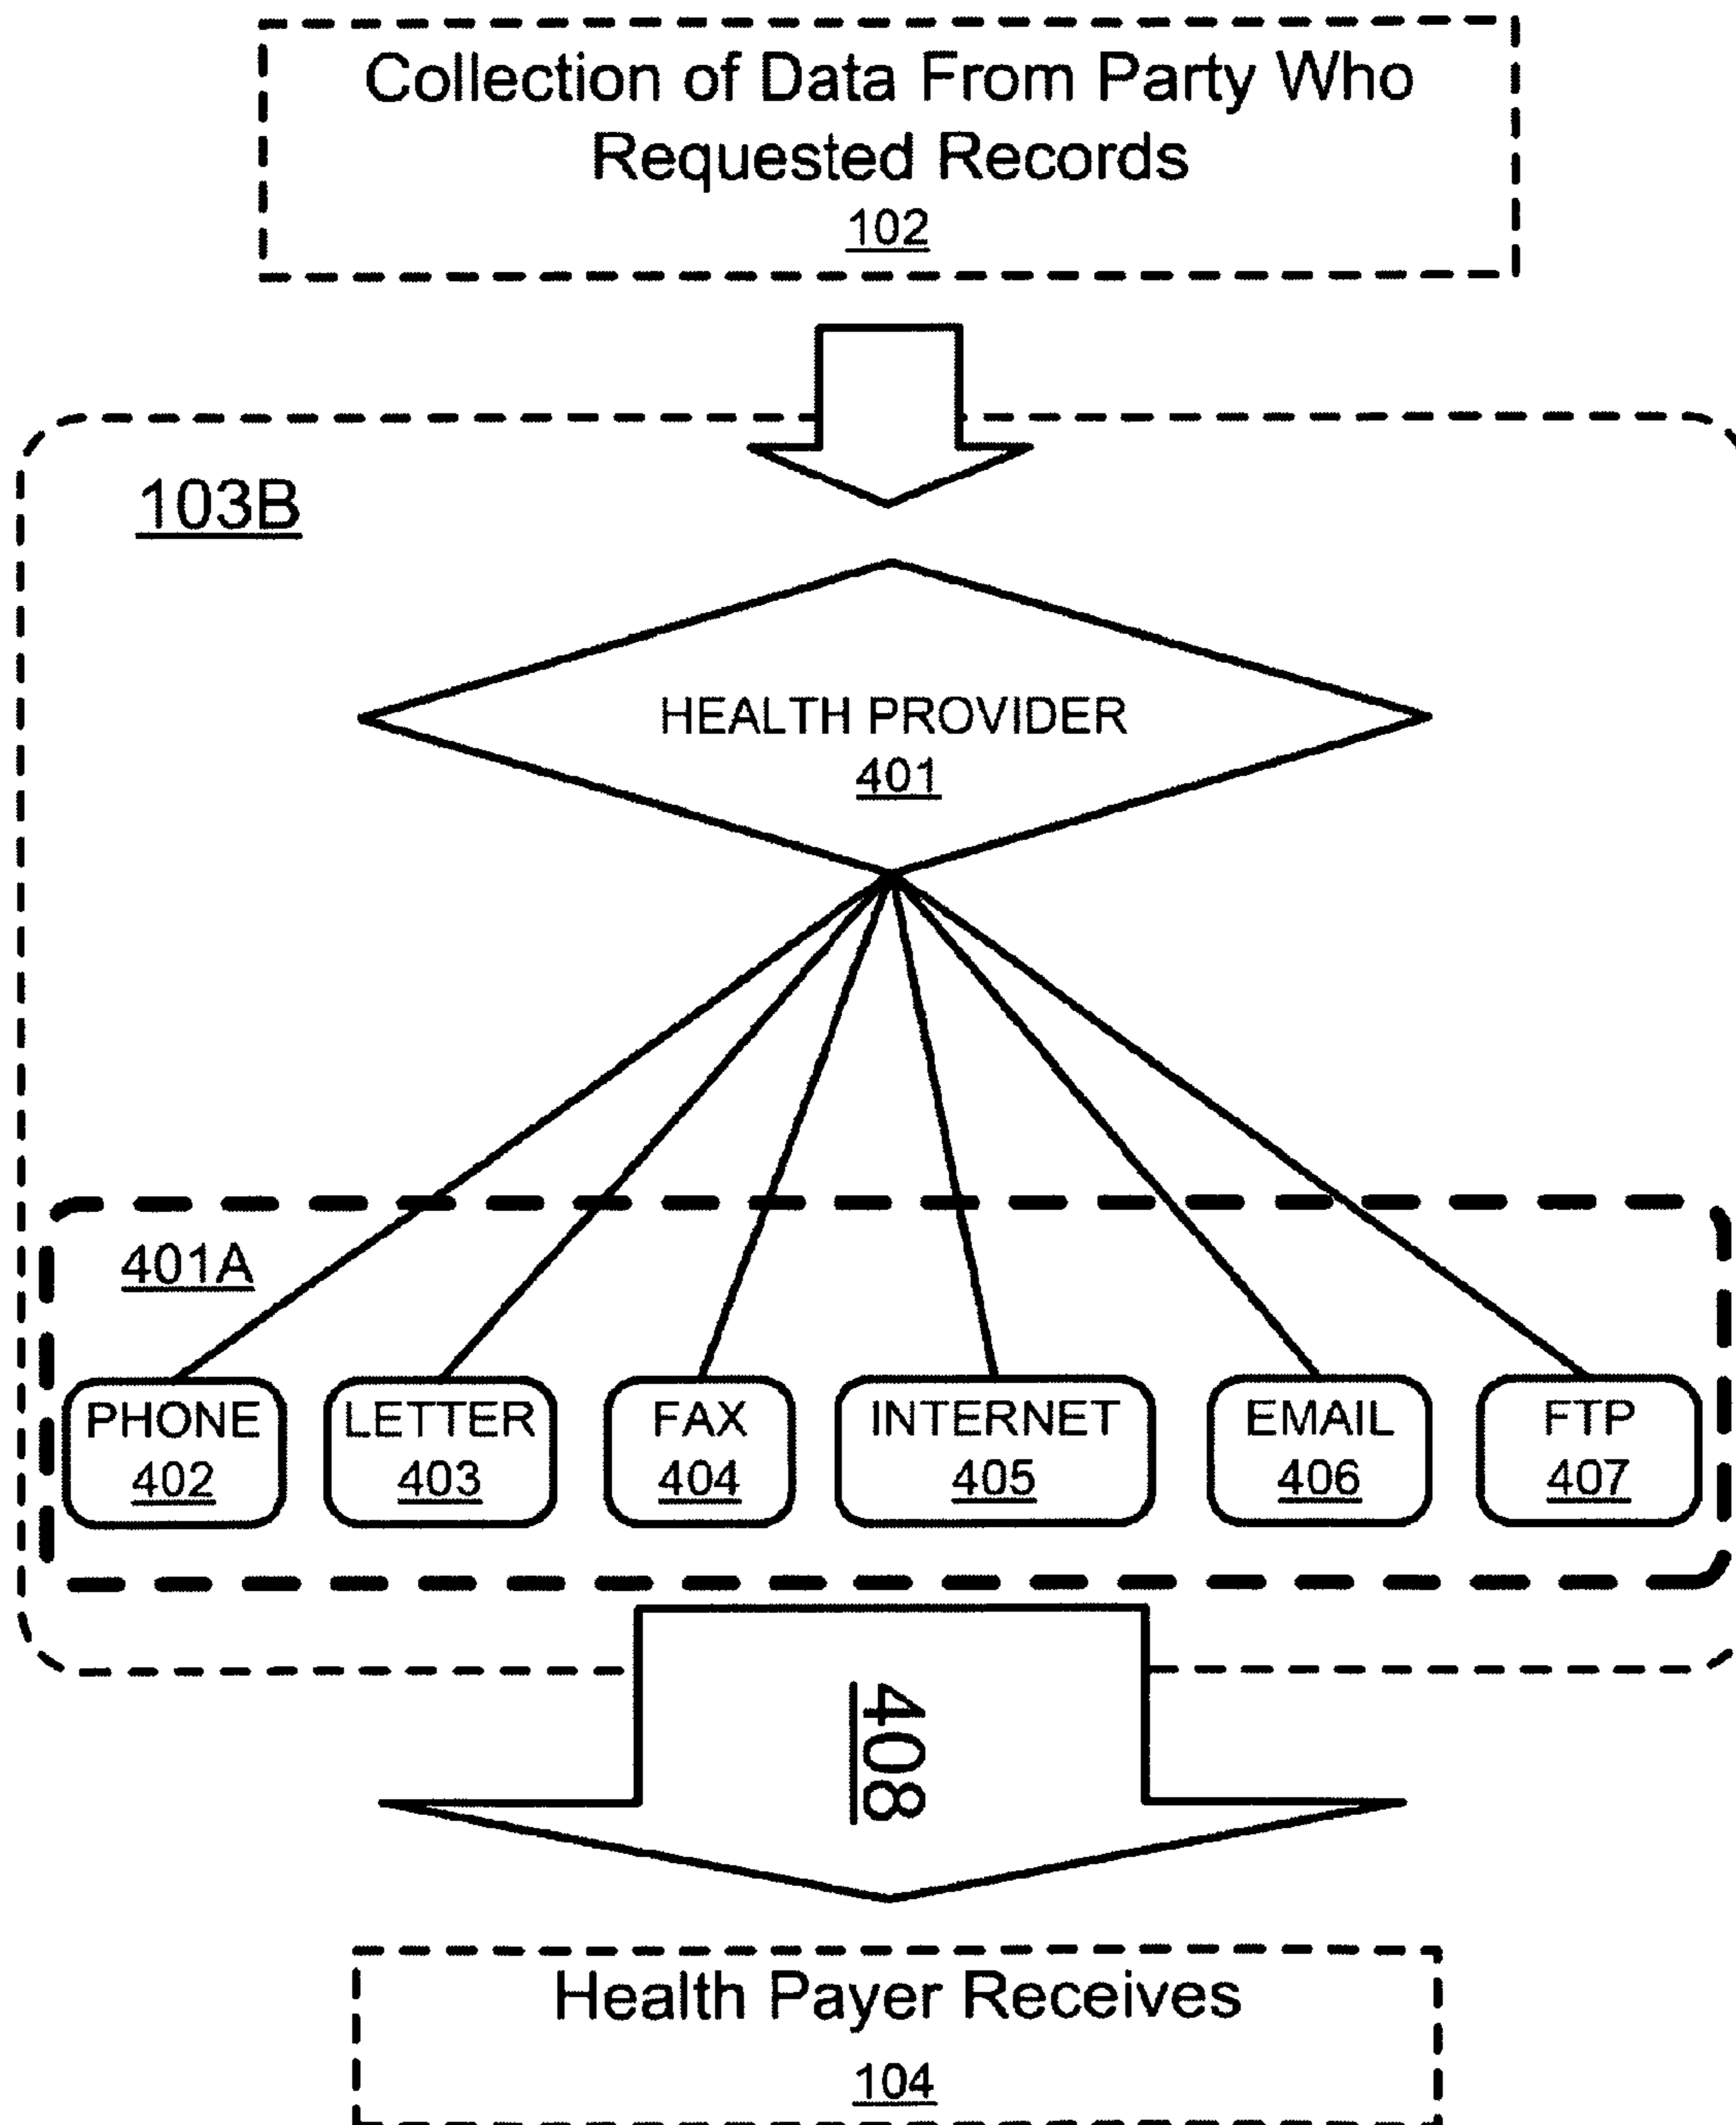 Collection of Data From Party Who
Requested Records
102
103B
HEALTH PROVIDER
401
401A
PHONE
402
LETTER
403
FAX
404
INTERNET
405
EMAIL
406
FTP
407
408
Health Payer Receives
104